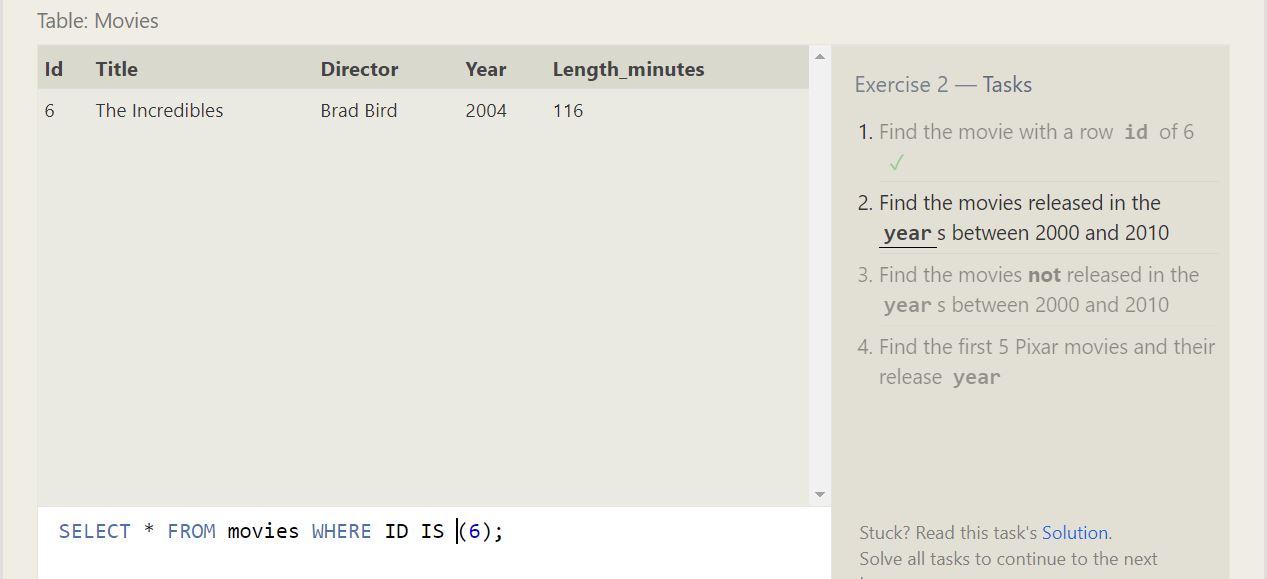 Table: Movies
Id Title Director Year Length_minutes
6 The Incredibles Brad Bird 2004 116
SELECT * FROM movies WHERE ID IS (6);
Exercise 2 — Tasks
1. Find the movie with a row id of 6
✓
2. Find the movies released in the
year s between 2000 and 2010
3. Find the movies not released in the
year s between 2000 and 2010
4. Find the first 5 Pixar movies and their
release year
Stuck? Read this task's Solution.
Solve all tasks to continue to the next